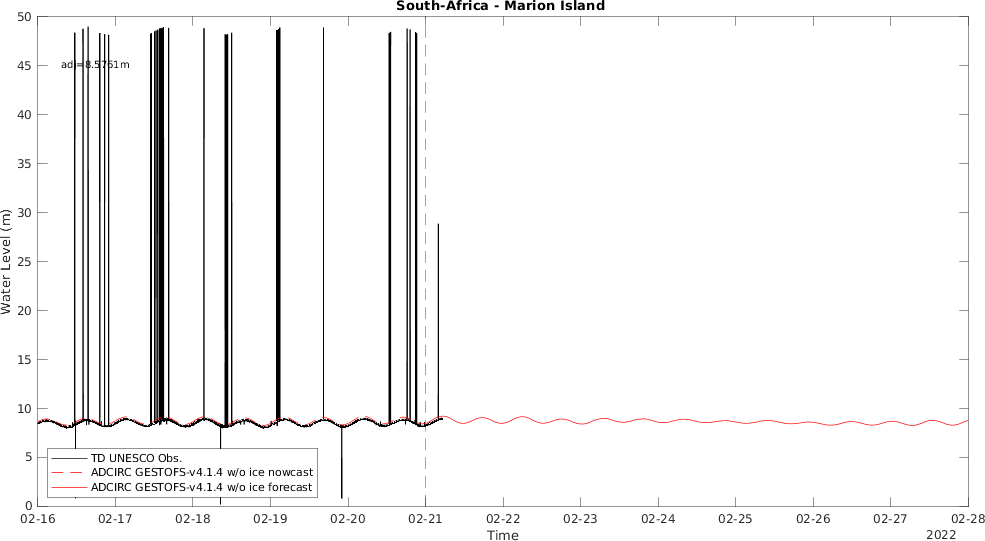 South-Africa - Marion Island
50
45
40
35
30
25
20
15
10
5
0
adj=8.5761m
Water Level (m)
TD UNESCO Obs.
ADCIRC GESTOFS-v4.1.4 w/o ice nowcast
ADCIRC GESTOFS-v4.1.4 w/o ice forecast
02-16 02-17 02-18 02-19 02-20 02-21 02-22 02-23 02-24 02-25 02-26 02-27 02-28
Time
2022